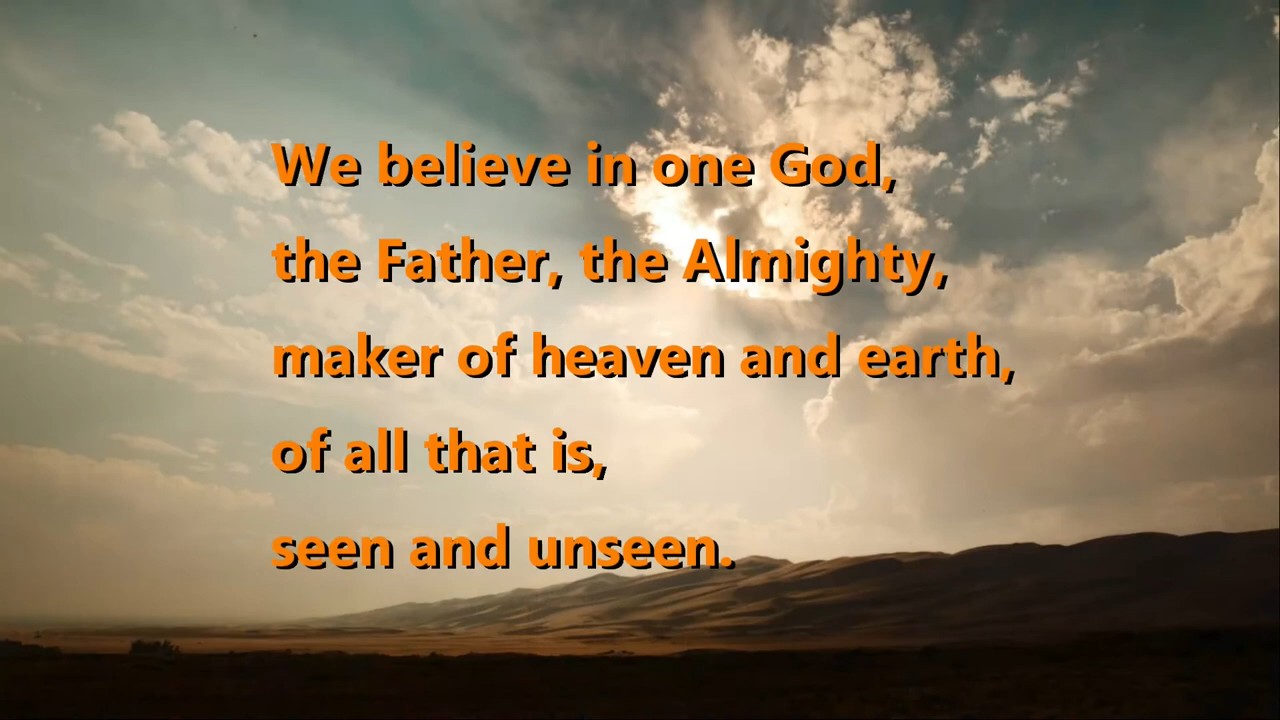 We believe in one God,
the Father, the Almighty,
maker of heaven and earth,
of all that is,
seen and unseen.